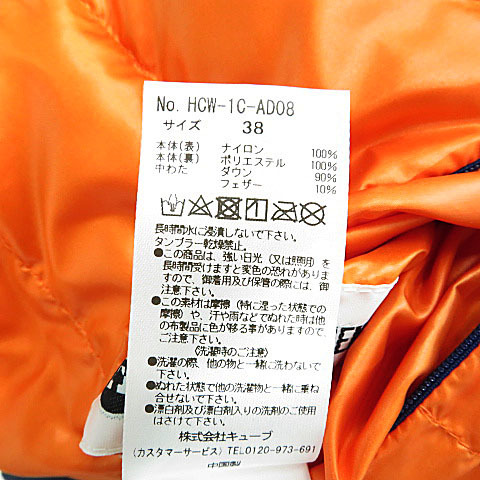 No. HCW-1C-AD08
サイズ 38
本体(表) ナイロン 100%
本体(裏) ポリエステル 100%
中わた ダウン 90%
フェザー 10%
長時間水に浸漬しないで下さい。
タンブラー乾燥禁止。
●この商品は、強い日光（又は照明）を
長時間受けますと変色の恐れがありま
すので、御着用及び保管の際には、御
注意下さい。
●この素材は摩擦（特に湿った状態での
摩擦）や、汗や雨などでぬれた時は他
の布製品に色が移る事がありますので、
ご注意下さい。
(洗濯時のご注意)
●洗濯の際、他の物と一緒に洗わないで
下さい。
●ぬれた状態で他の洗濯物と一緒に重ね
合せないで下さい。
●漂白剤及び漂白剤入りの洗剤のご使用
はさけて下さい。
株式会社キューブ
(カスタマーサービス) TEL0120-973-691
中国製